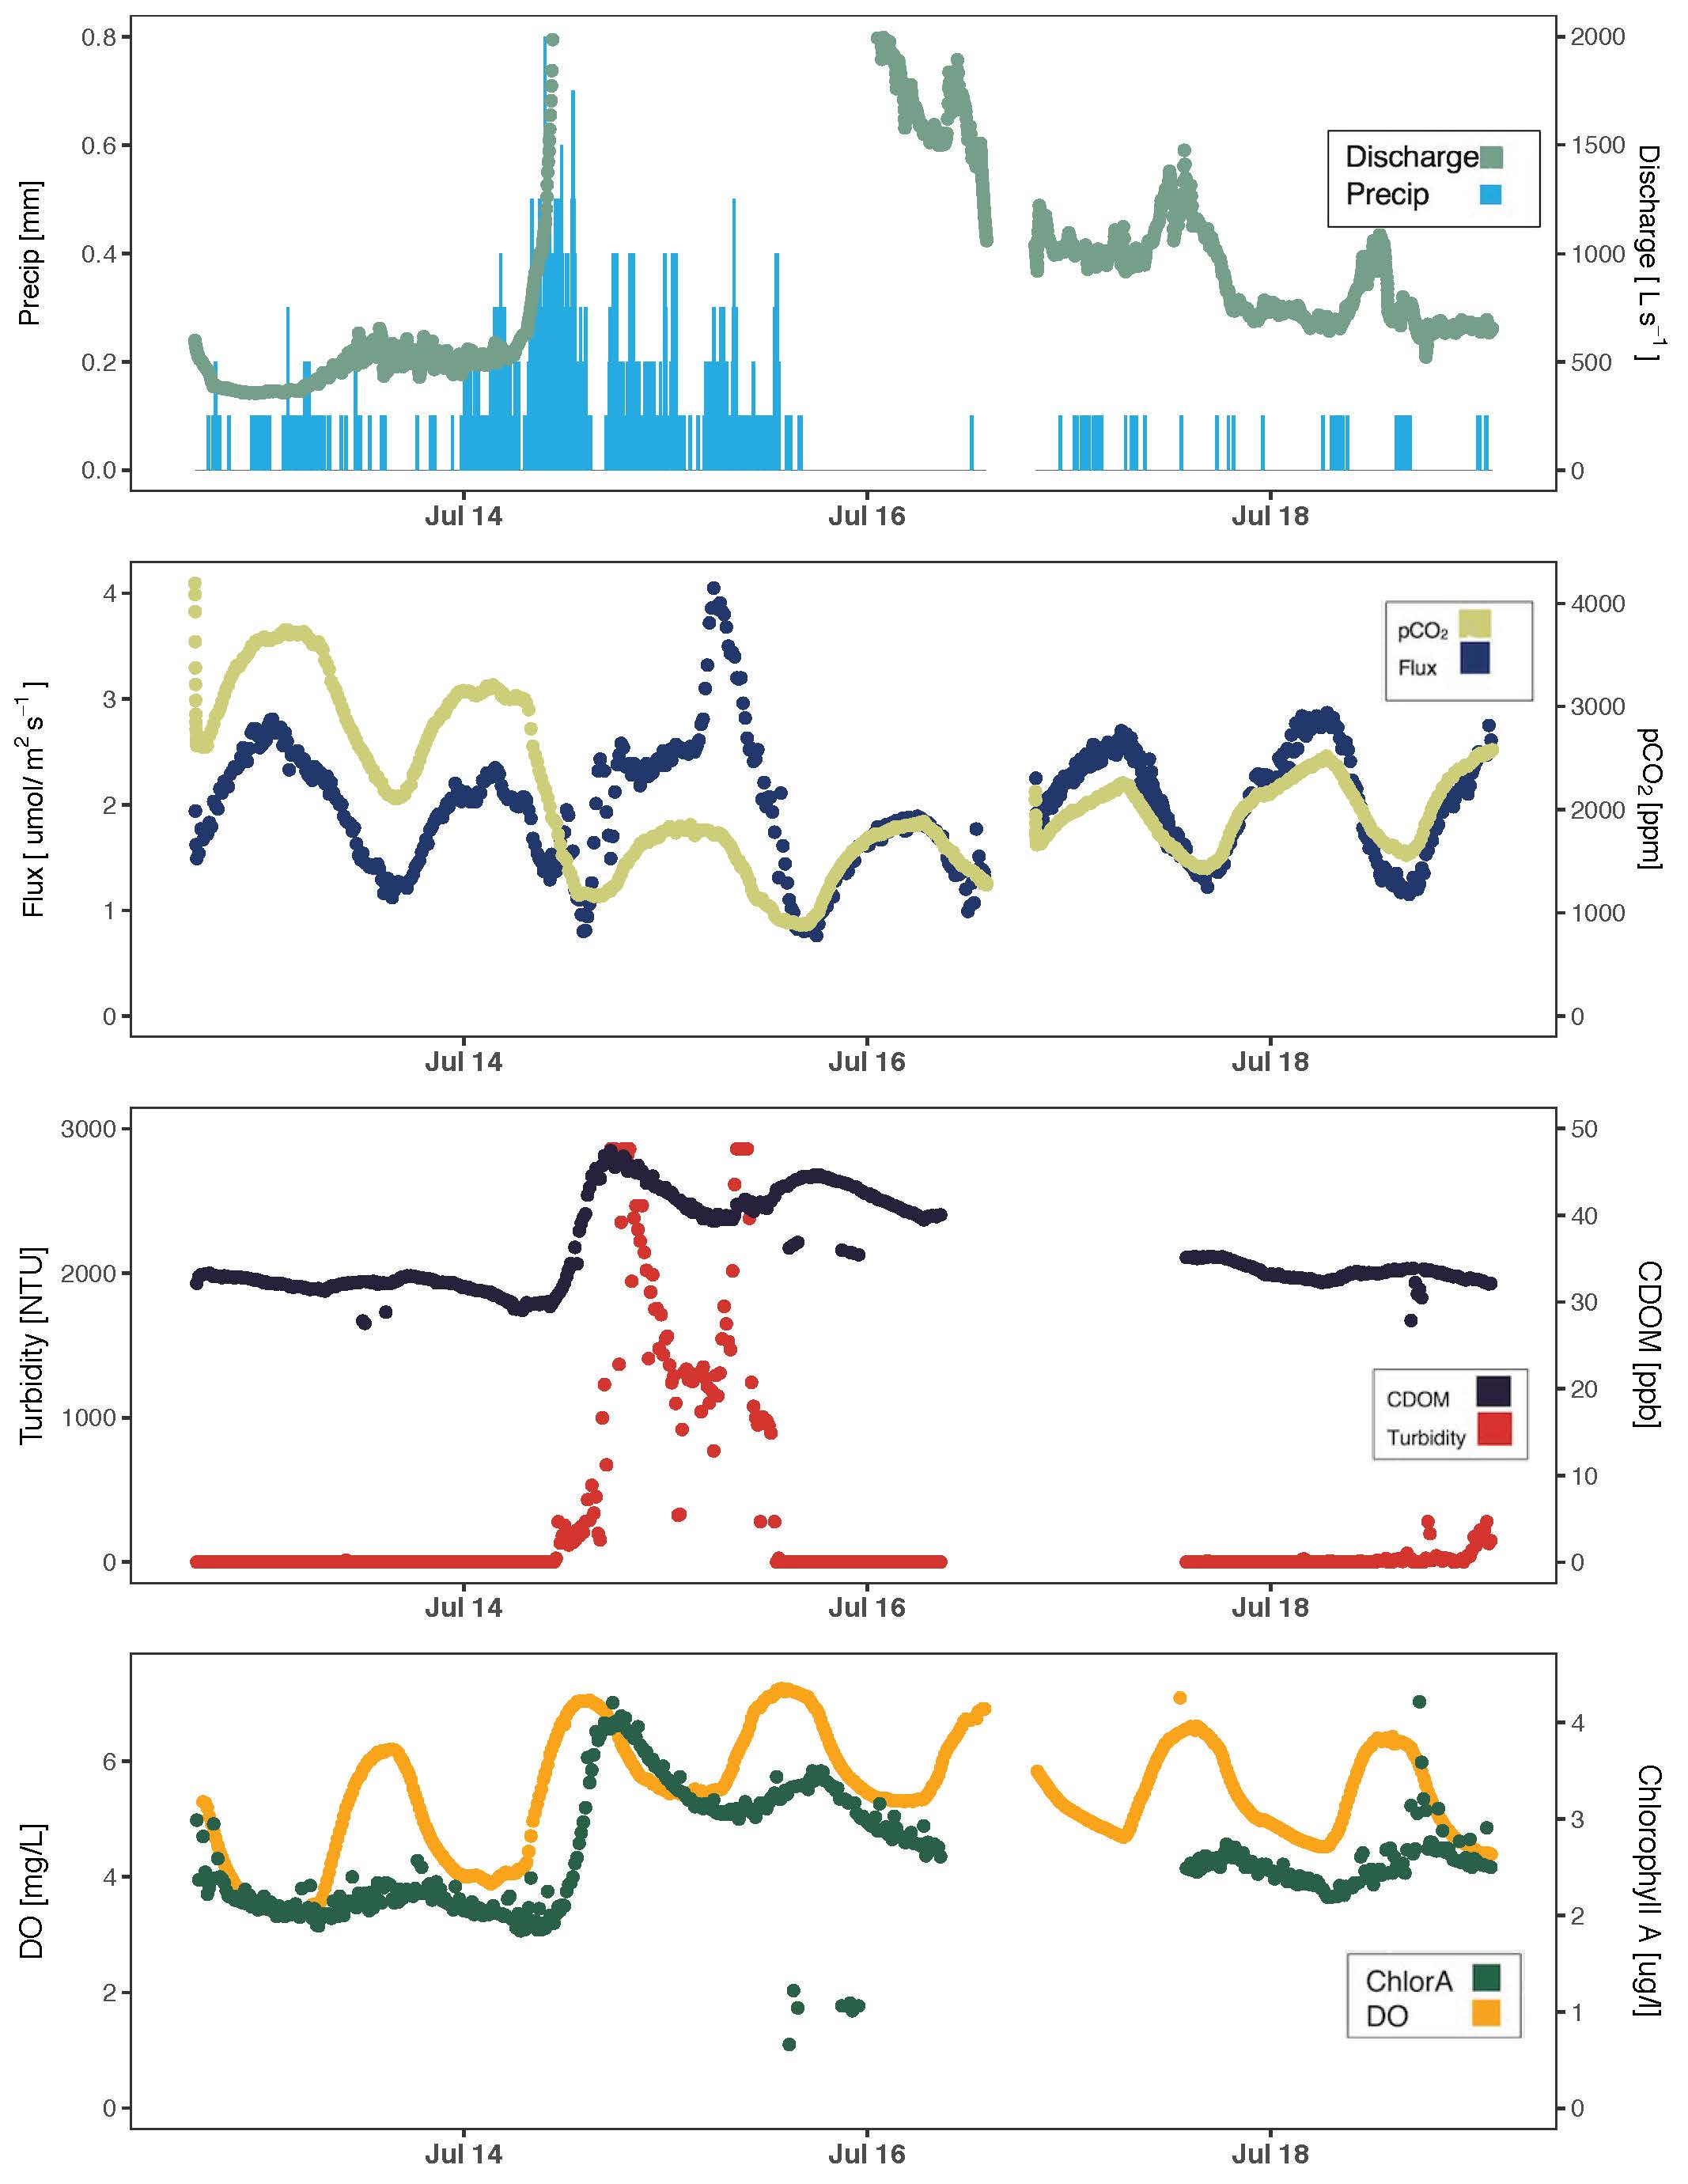 0.8
0.6
0.4
0.2
0.0
Precip [mm]
2000
1500
1000
500
0
Discharge [ L s⁻¹ ]
Discharge
Precip
Jul 14 Jul 16 Jul 18
4
3
2
1
0
Flux [ umol/ m² s⁻¹ ]
4000
3000
2000
1000
0
pCO₂ [ppm]
pCO₂
Flux
Jul 14 Jul 16 Jul 18
3000
2000
1000
0
Turbidity [NTU]
50
40
30
20
10
0
CDOM [ppb]
CDOM
Turbidity
Jul 14 Jul 16 Jul 18
6
4
2
0
DO [mg/L]
4
3
2
1
0
Chlorophyll A [ug/l]
ChlorA
DO
Jul 14 Jul 16 Jul 18